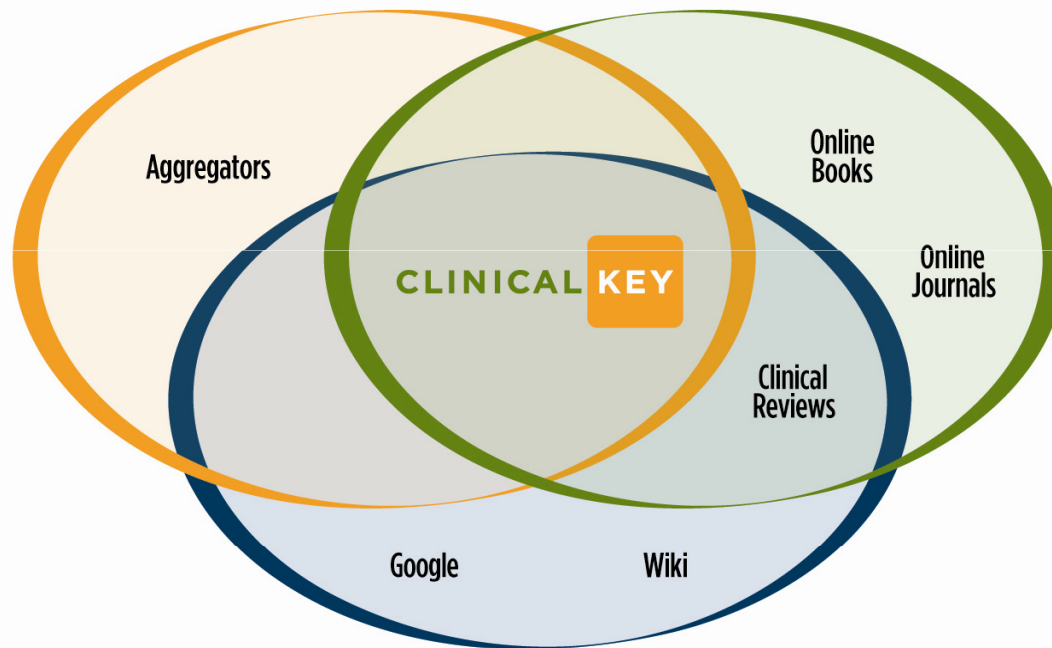 Aggregators
Online
Books
Online
Journals
CLINICAL KEY
Clinical
Reviews
Google
Wiki